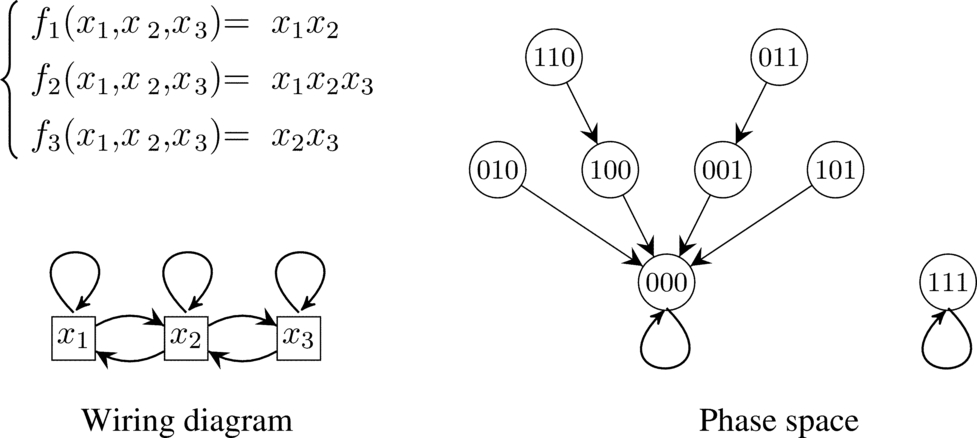 f₁(x₁,x₂,x₃)= x₁x₂
f₂(x₁,x₂,x₃)= x₁x₂x₃
f₃(x₁,x₂,x₃)= x₂x₃
110 011
010 100 001 101
000 111
x₁ x₂ x₃
Wiring diagram Phase space